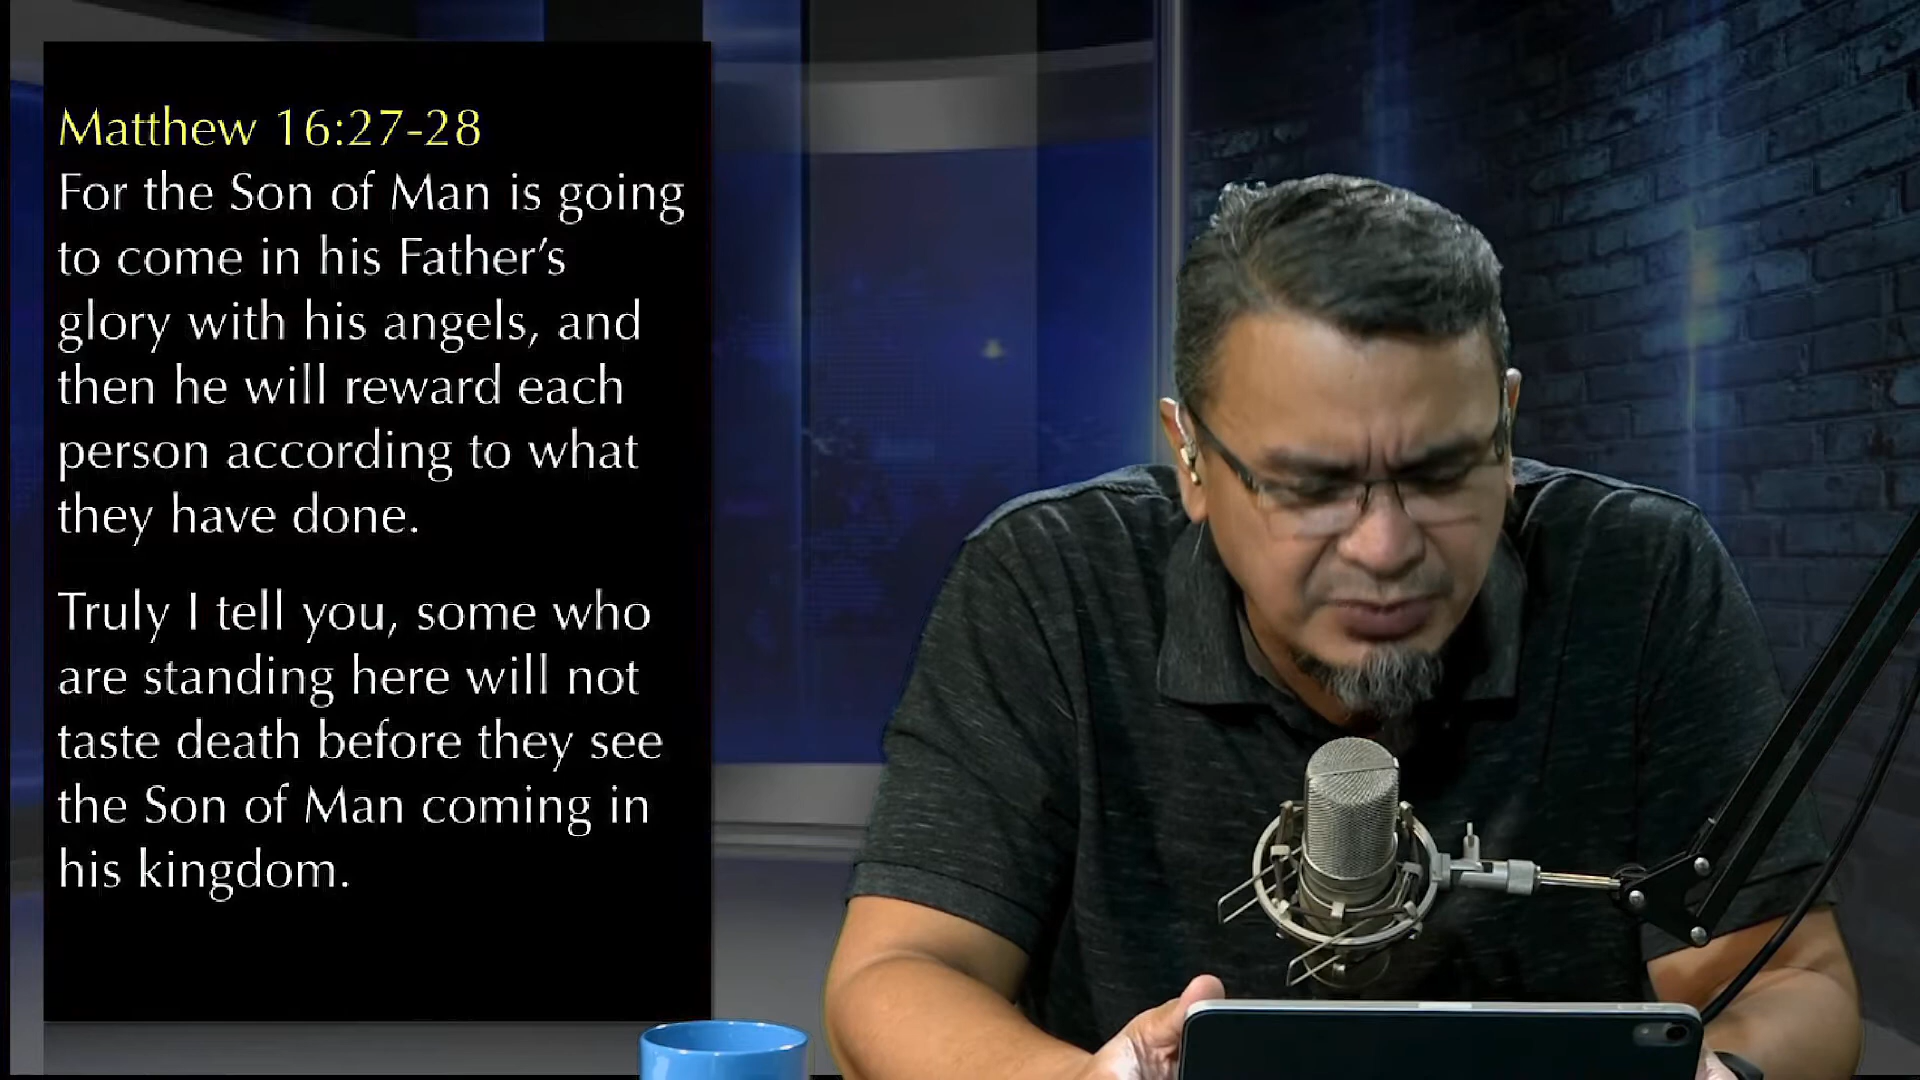 Matthew 16:27-28
For the Son of Man is going
to come in his Father’s
glory with his angels, and
then he will reward each
person according to what
they have done.
Truly I tell you, some who
are standing here will not
taste death before they see
the Son of Man coming in
his kingdom.